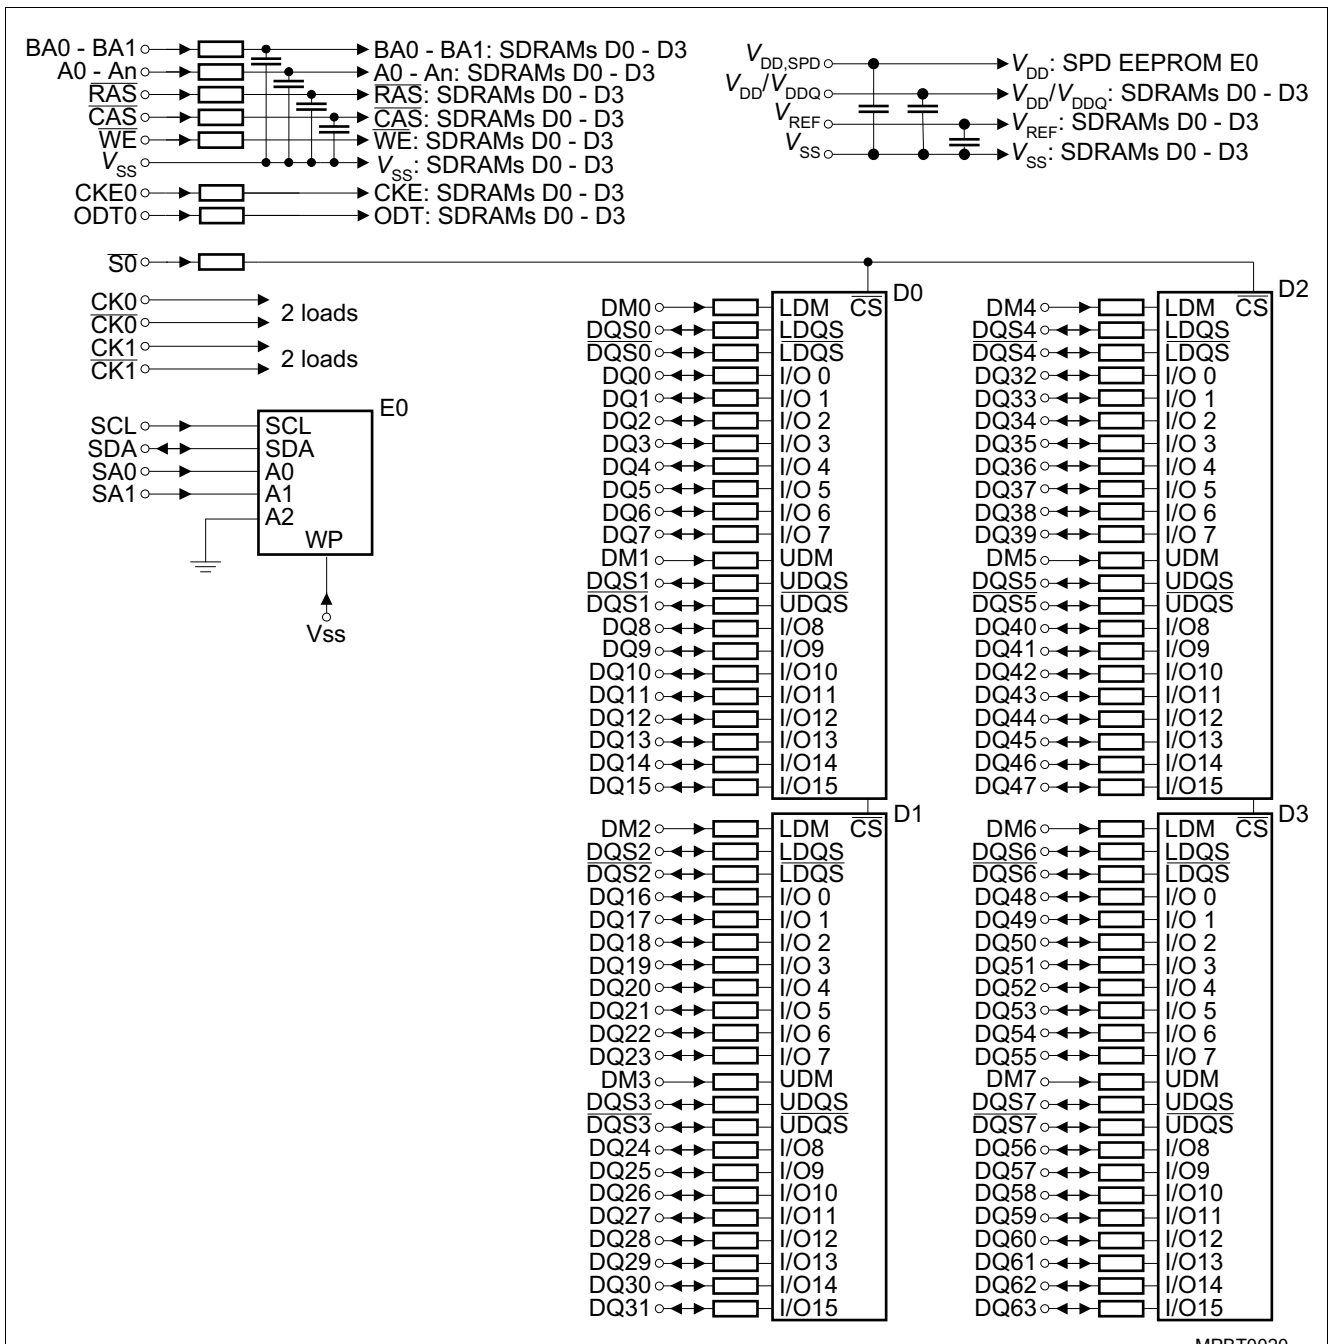 BA0 - BA1 BA0 - BA1: SDRAMs D0 - D3
A0 - An A0 - An: SDRAMs D0 - D3
RAS RAS: SDRAMs D0 - D3
CAS CAS: SDRAMs D0 - D3
WE WE: SDRAMs D0 - D3
VSS VSS: SDRAMs D0 - D3
CKE0 CKE: SDRAMs D0 - D3
ODT0 ODT: SDRAMs D0 - D3
VDD,SPD VDD: SPD EEPROM E0
VDD/VDDQ VDD/VDDQ: SDRAMs D0 - D3
VREF VREF: SDRAMs D0 - D3
VSS VSS: SDRAMs D0 - D3
S0
CK0
CK0
2 loads
CK1
CK1
2 loads
E0
SCL SCL
SDA SDA
SA0 A0
SA1 A1
A2
WP
Vss
D0
DM0 LDM CS
DQS0 LDQS
DQS0 LDQS
DQ0 I/O 0
DQ1 I/O 1
DQ2 I/O 2
DQ3 I/O 3
DQ4 I/O 4
DQ5 I/O 5
DQ6 I/O 6
DQ7 I/O 7
DM1 UDM
DQS1 UDQS
DQS1 UDQS
DQ8 I/O8
DQ9 I/O9
DQ10 I/O10
DQ11 I/O11
DQ12 I/O12
DQ13 I/O13
DQ14 I/O14
DQ15 I/O15
D1
DM2 LDM CS
DQS2 LDQS
DQS2 LDQS
DQ16 I/O 0
DQ17 I/O 1
DQ18 I/O 2
DQ19 I/O 3
DQ20 I/O 4
DQ21 I/O 5
DQ22 I/O 6
DQ23 I/O 7
DM3 UDM
DQS3 UDQS
DQS3 UDQS
DQ24 I/O8
DQ25 I/O9
DQ26 I/O10
DQ27 I/O11
DQ28 I/O12
DQ29 I/O13
DQ30 I/O14
DQ31 I/O15
D2
DM4 LDM CS
DQS4 LDQS
DQS4 LDQS
DQ32 I/O 0
DQ33 I/O 1
DQ34 I/O 2
DQ35 I/O 3
DQ36 I/O 4
DQ37 I/O 5
DQ38 I/O 6
DQ39 I/O 7
DM5 UDM
DQS5 UDQS
DQS5 UDQS
DQ40 I/O8
DQ41 I/O9
DQ42 I/O10
DQ43 I/O11
DQ44 I/O12
DQ45 I/O13
DQ46 I/O14
DQ47 I/O15
D3
DM6 LDM CS
DQS6 LDQS
DQS6 LDQS
DQ48 I/O 0
DQ49 I/O 1
DQ50 I/O 2
DQ51 I/O 3
DQ52 I/O 4
DQ53 I/O 5
DQ54 I/O 6
DQ55 I/O 7
DM7 UDM
DQS7 UDQS
DQS7 UDQS
DQ56 I/O8
DQ57 I/O9
DQ58 I/O10
DQ59 I/O11
DQ60 I/O12
DQ61 I/O13
DQ62 I/O14
DQ63 I/O15